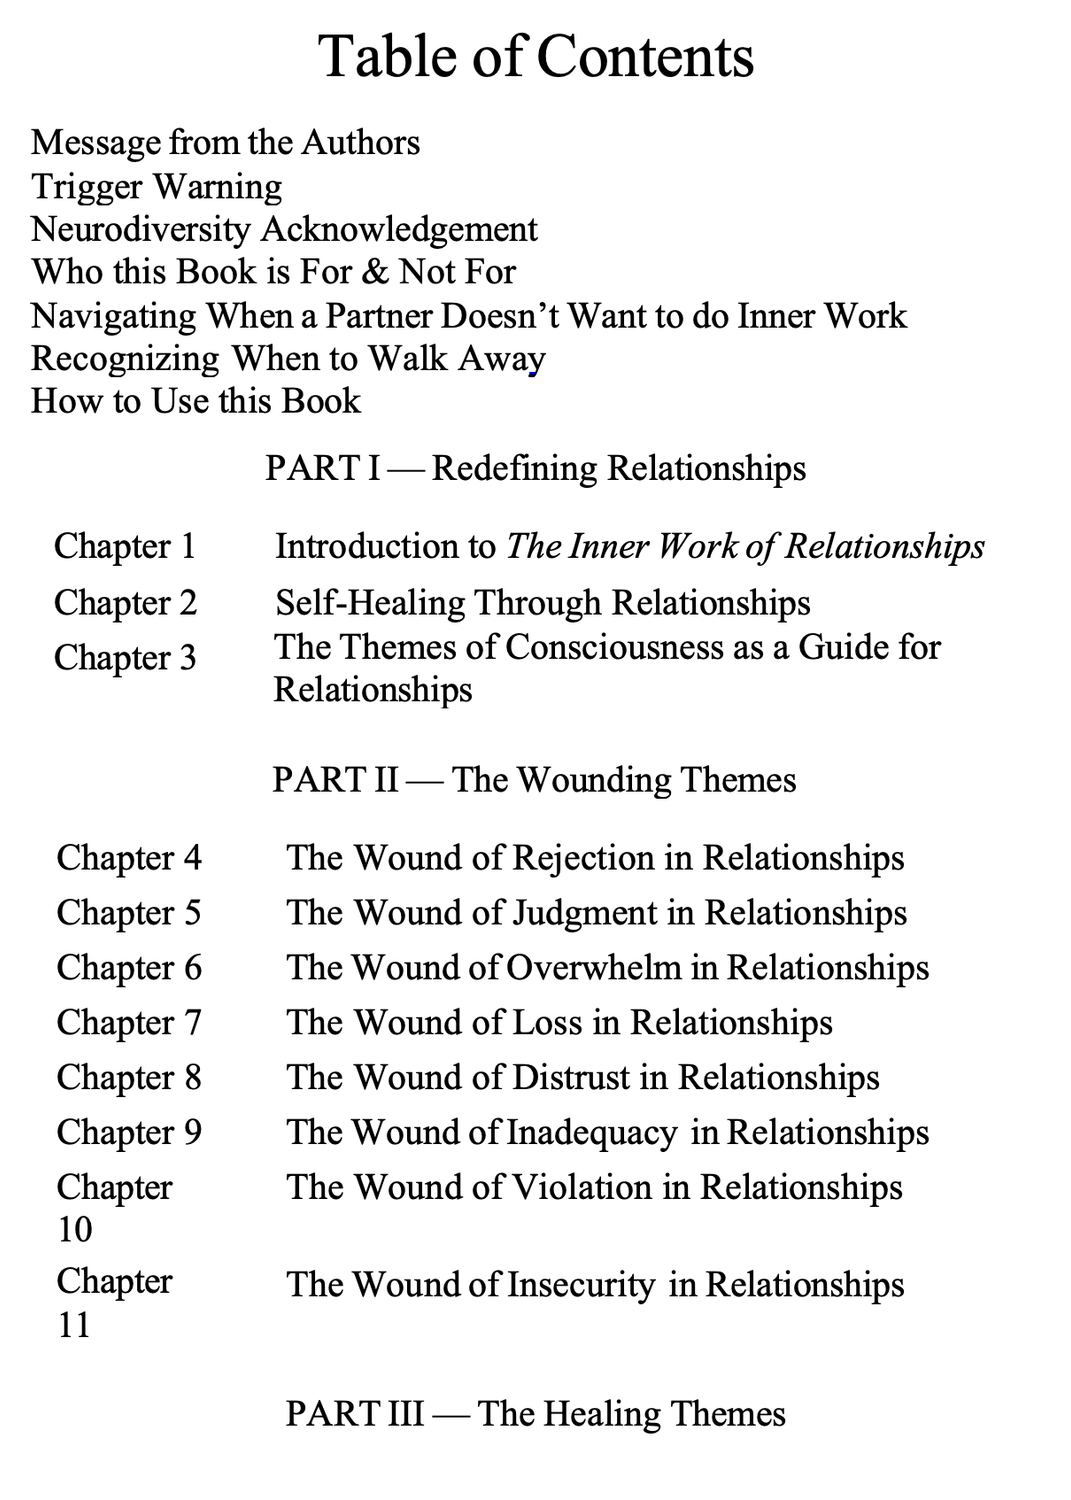 Table of Contents
Message from the Authors
Trigger Warning
Neurodiversity Acknowledgement
Who this Book is For & Not For
Navigating When a Partner Doesn’t Want to do Inner Work
Recognizing When to Walk Away
How to Use this Book
PART I — Redefining Relationships
Chapter 1 Introduction to The Inner Work of Relationships
Chapter 2 Self-Healing Through Relationships
Chapter 3 The Themes of Consciousness as a Guide for
Relationships
PART II — The Wounding Themes
Chapter 4 The Wound of Rejection in Relationships
Chapter 5 The Wound of Judgment in Relationships
Chapter 6 The Wound of Overwhelm in Relationships
Chapter 7 The Wound of Loss in Relationships
Chapter 8 The Wound of Distrust in Relationships
Chapter 9 The Wound of Inadequacy in Relationships
Chapter The Wound of Violation in Relationships
10
Chapter The Wound of Insecurity in Relationships
11
PART III — The Healing Themes